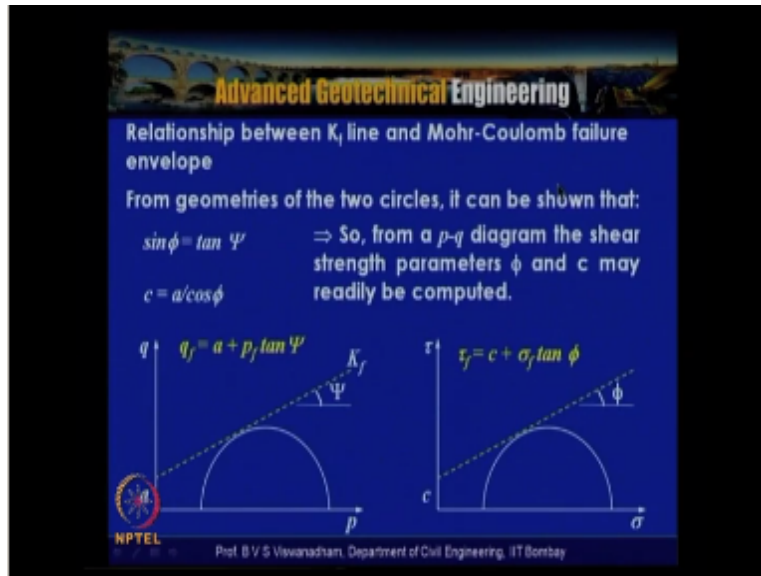 Advanced Geotechnical Engineering
Relationship between Kf line and Mohr-Coulomb failure
envelope
From geometries of the two circles, it can be shown that:
sinϕ = tan Ψ
c = a/cosϕ
⇒ So, from a p-q diagram the shear
strength parameters ϕ and c may
readily be computed.
q
qf = a + pf tan Ψ
Kf
Ψ
p
τ
τf = c + σf tan ϕ
ϕ
c
σ
NPTEL
Prof. B V S Viswanadham, Department of Civil Engineering, IIT Bombay